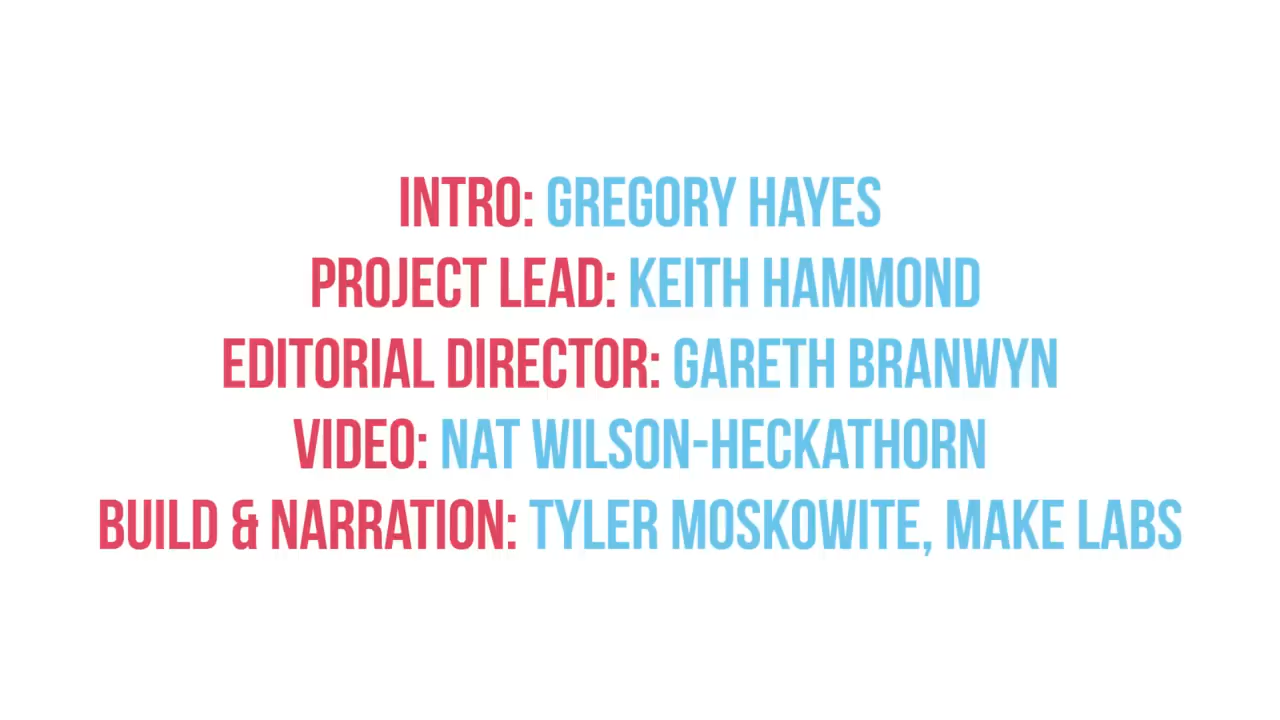 INTRO: GREGORY HAYES
PROJECT LEAD: KEITH HAMMOND
EDITORIAL DIRECTOR: GARETH BRANWYN
VIDEO: NAT WILSON-HECKATHORN
BUILD & NARRATION: TYLER MOSKOWITE, MAKE LABS